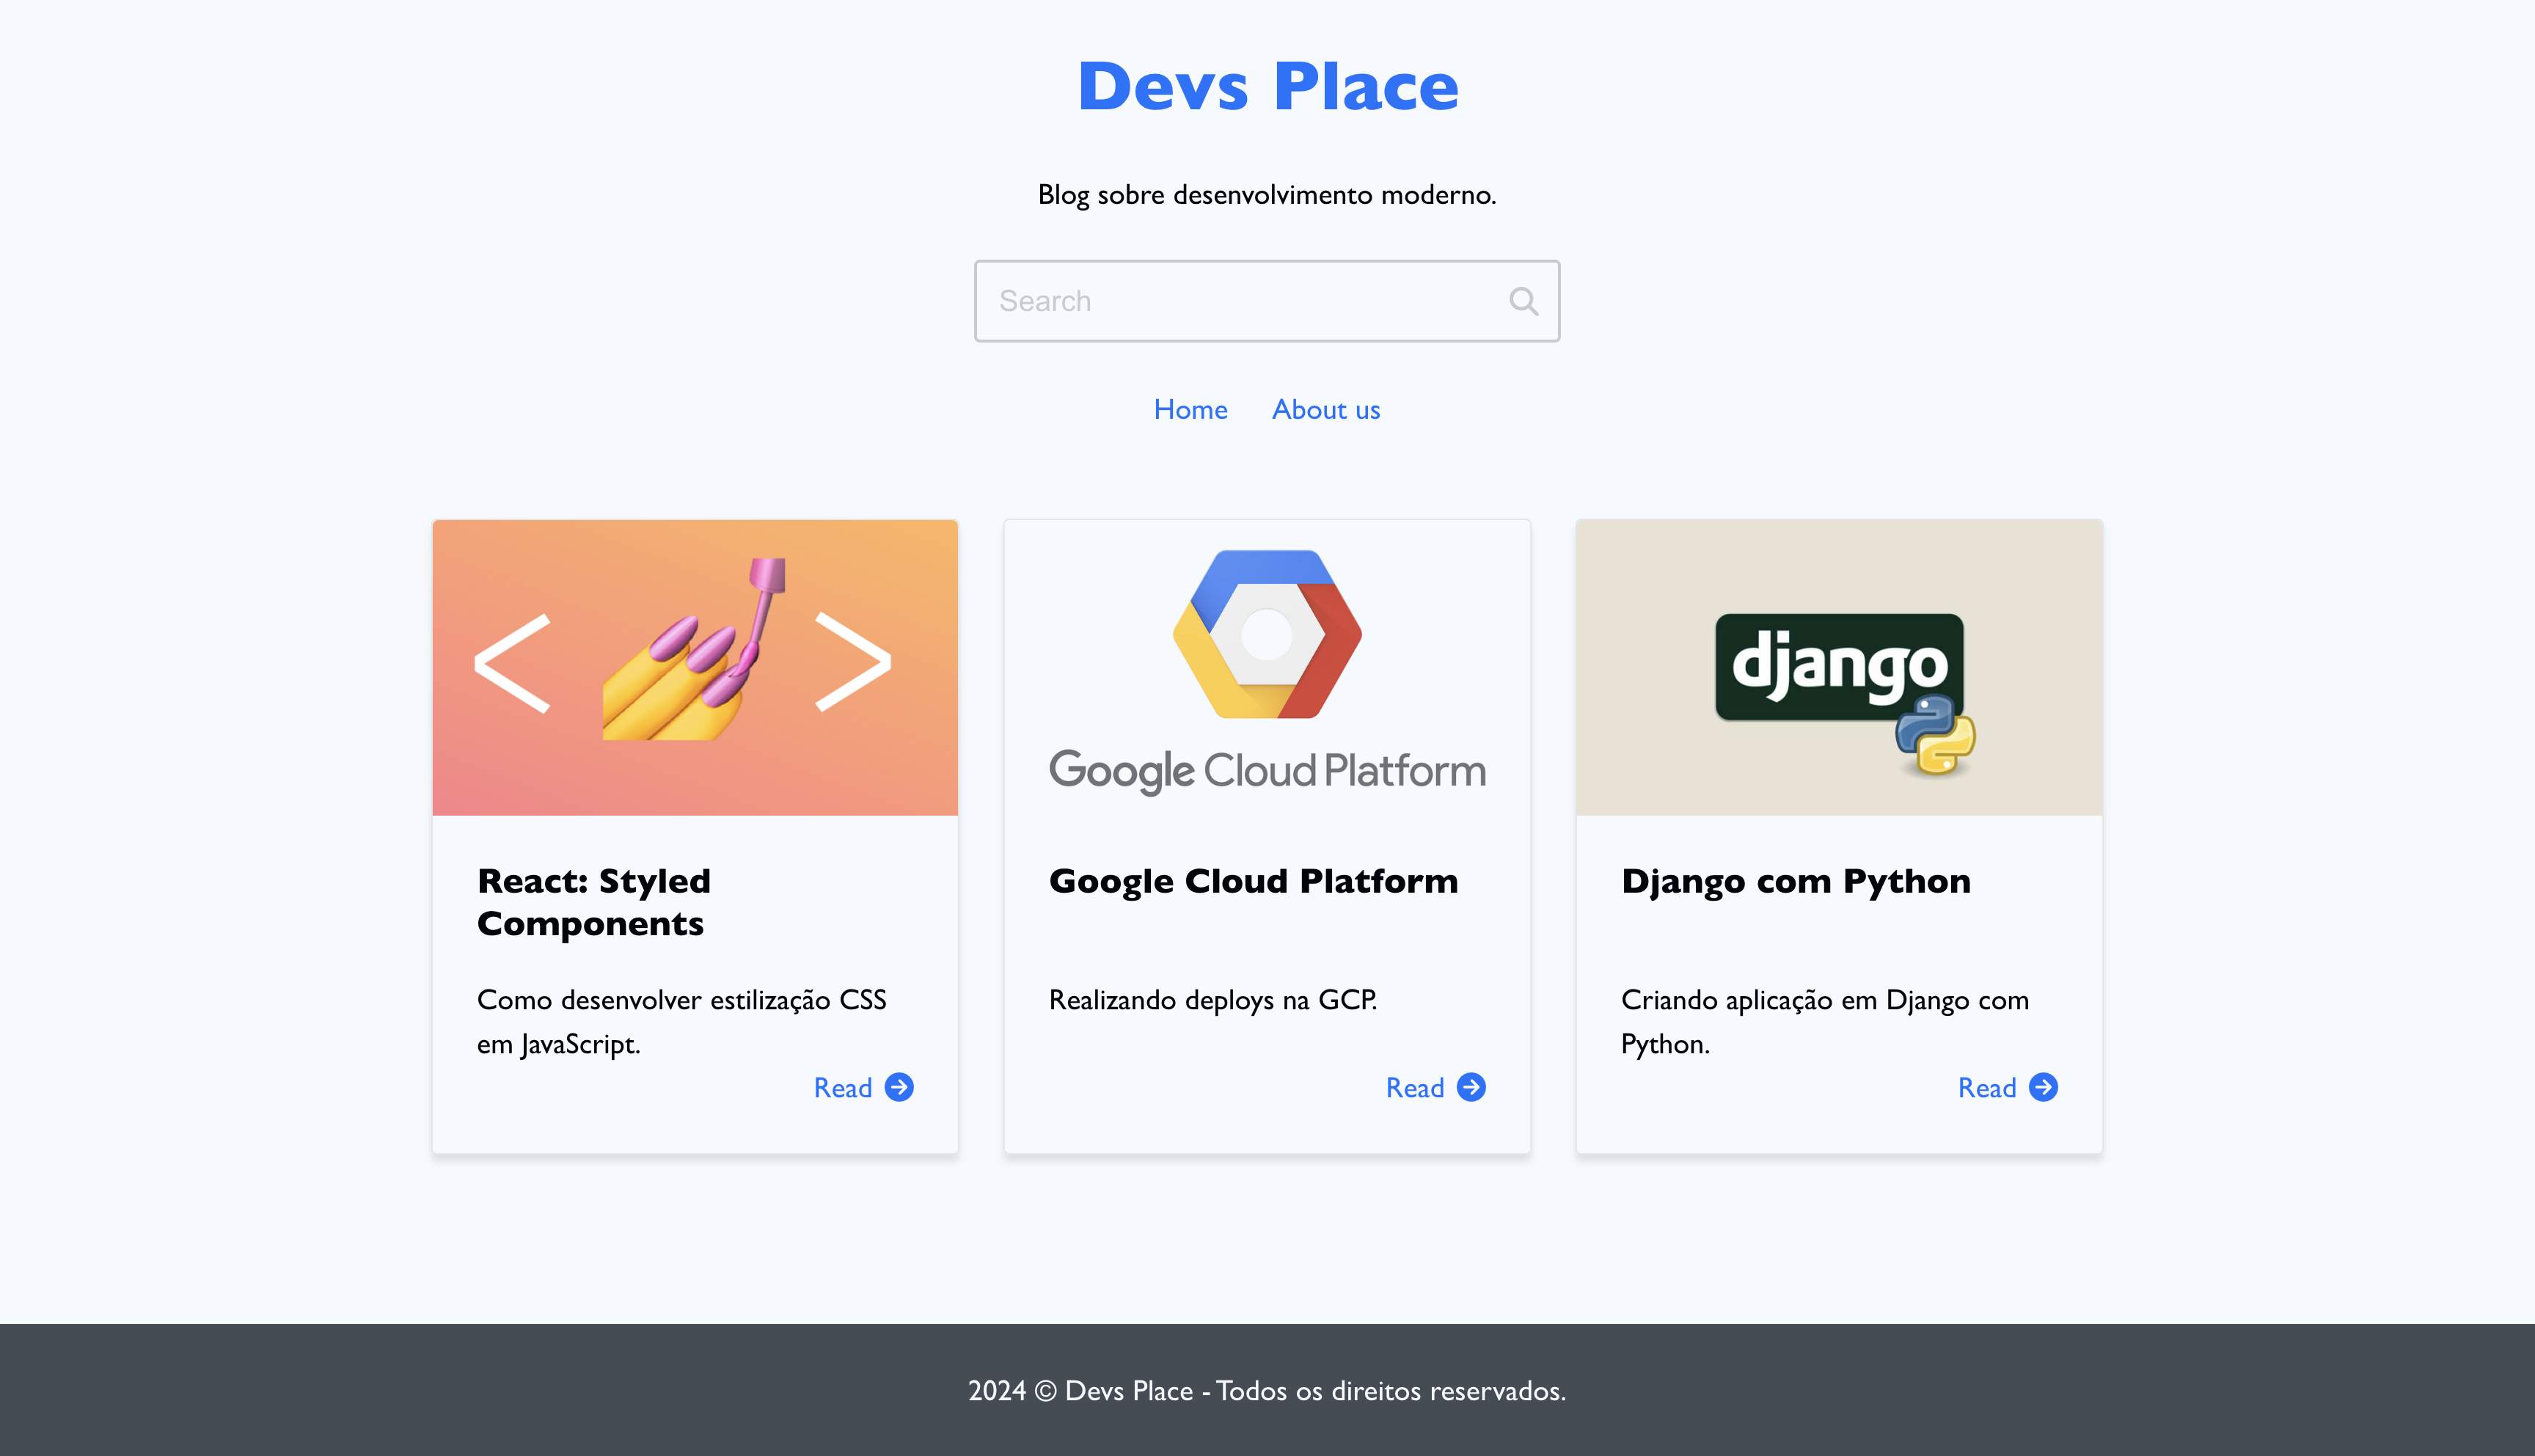 Devs Place
Blog sobre desenvolvimento moderno.
Search
Home About us
< >
Google Cloud Platform
django
React: Styled
Components
Como desenvolver estilização CSS
em JavaScript.
Read
Google Cloud Platform
Realizando deploys na GCP.
Read
Django com Python
Criando aplicação em Django com
Python.
Read
2024 © Devs Place - Todos os direitos reservados.